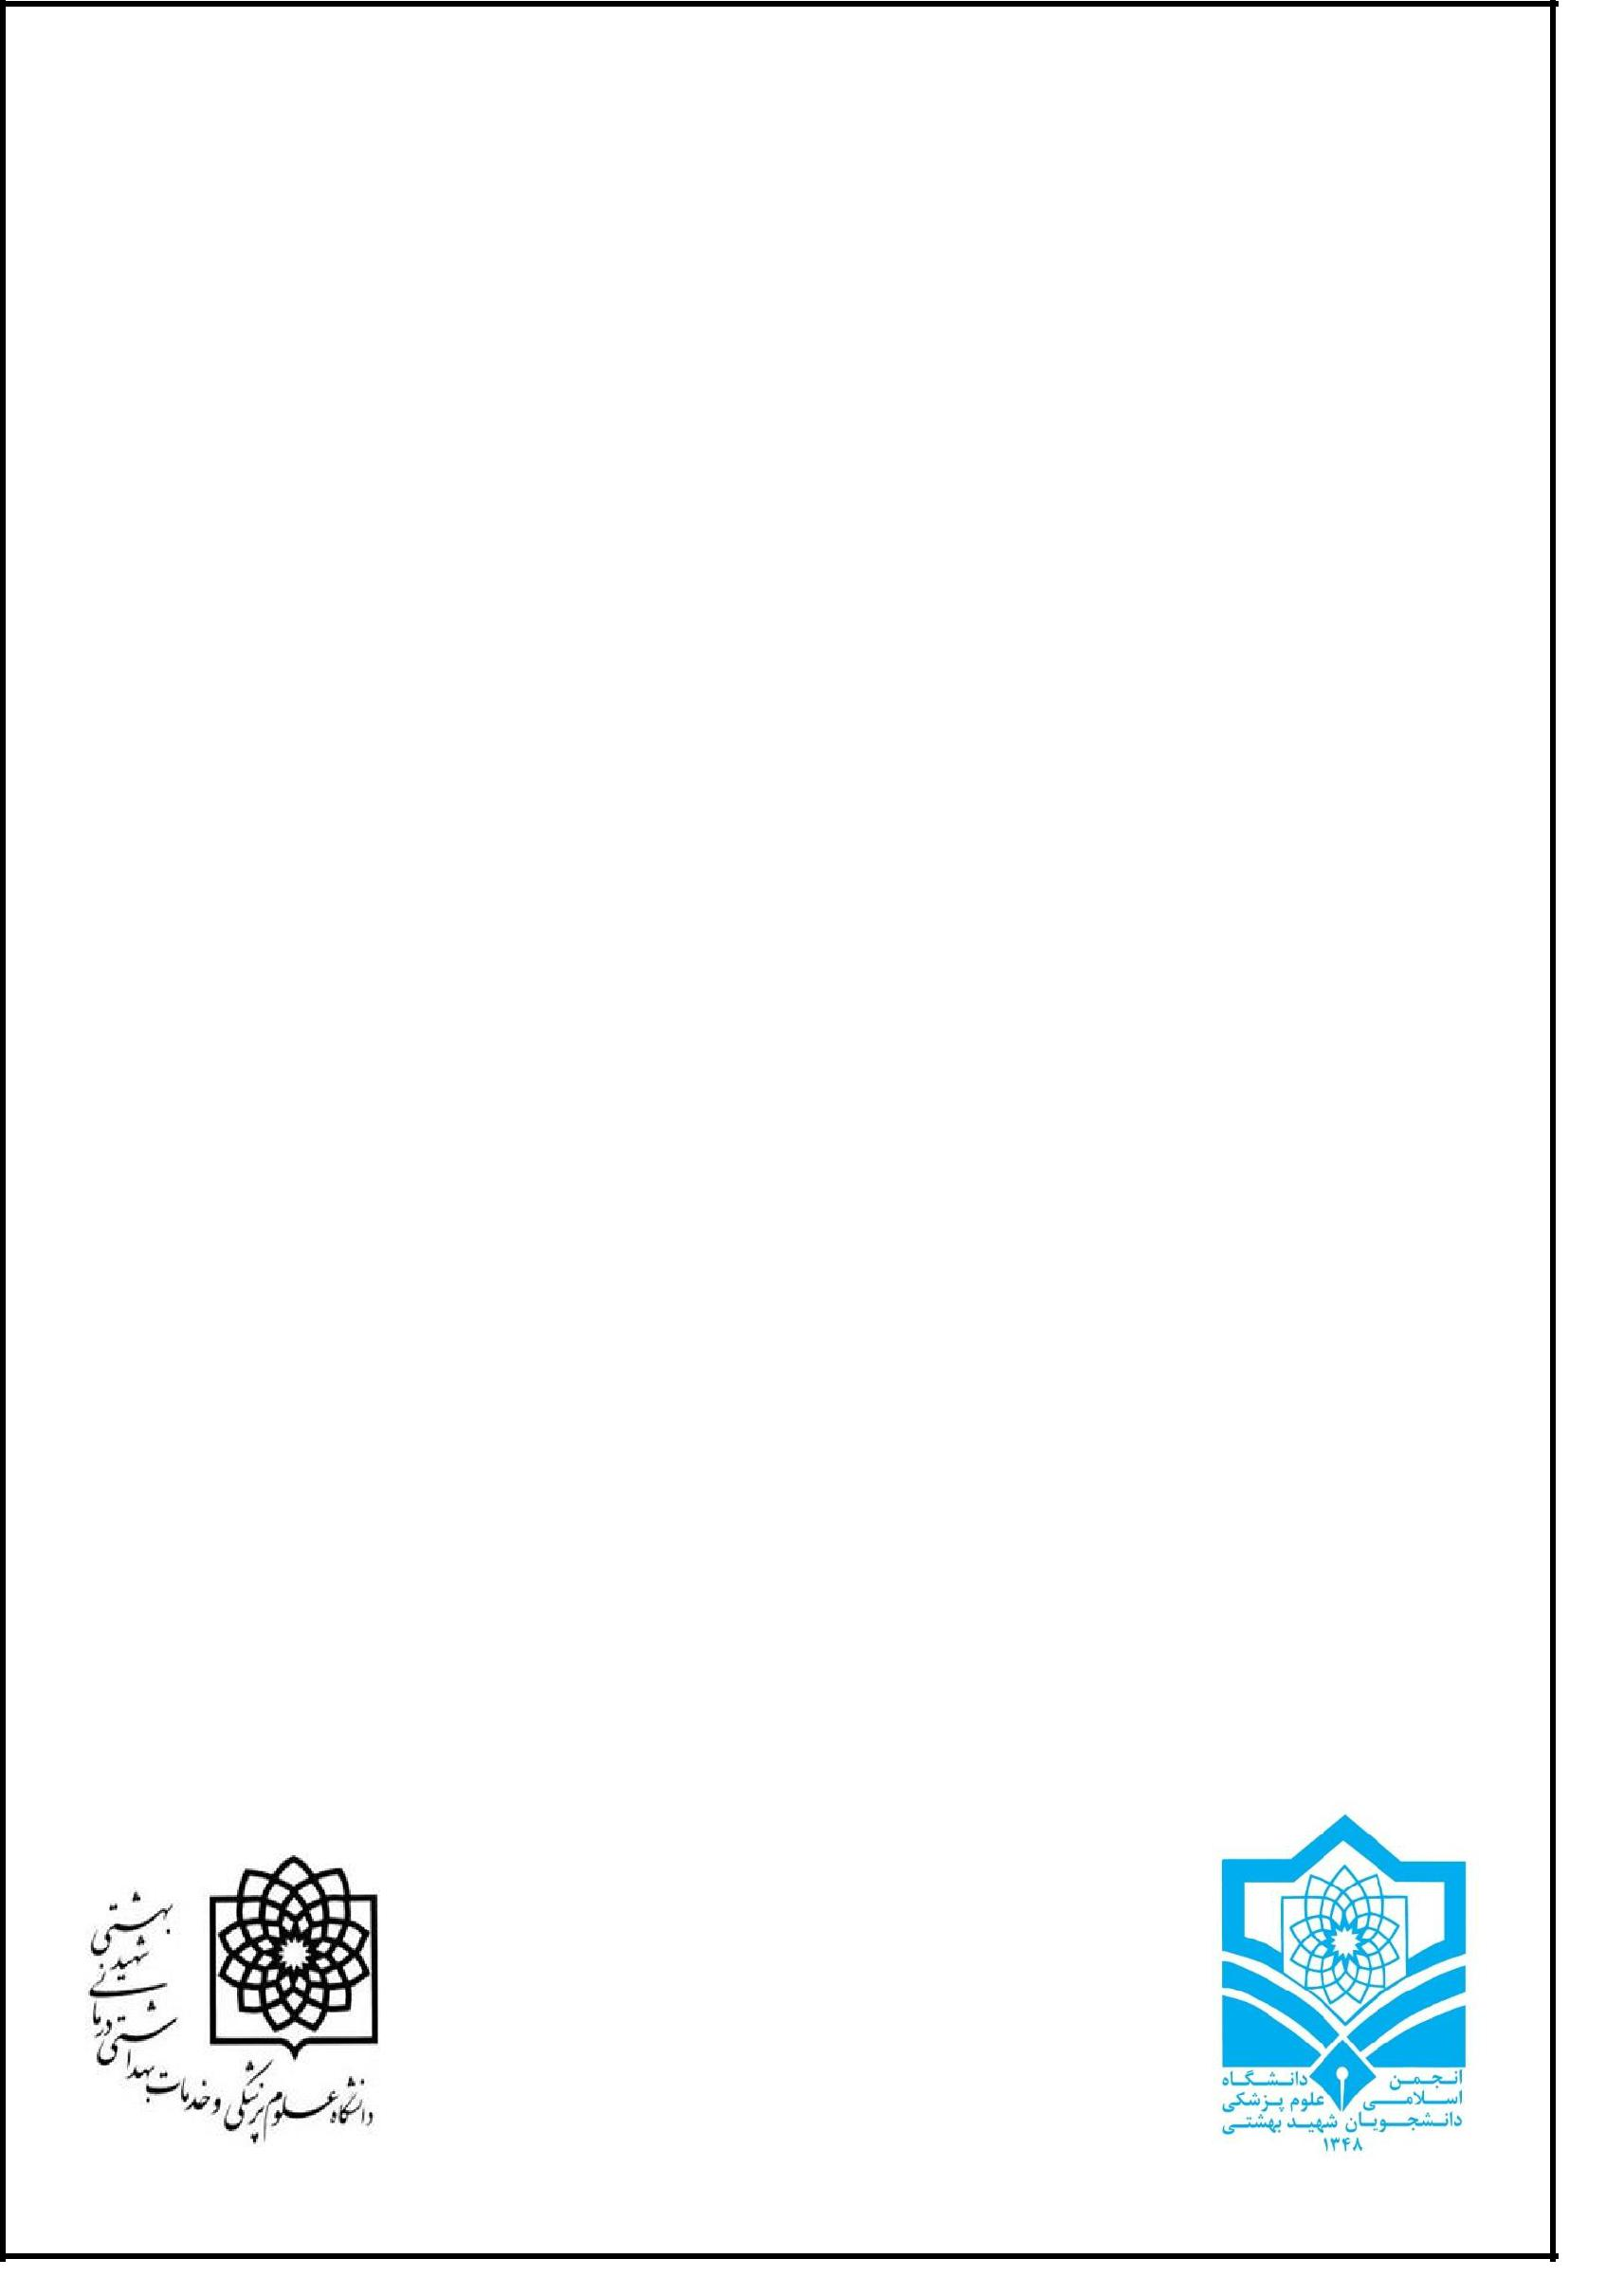 انجمن دانشگاه
اسلامی علوم پزشکی
دانشجویان شهید بهشتی
۱۳۴۸
دانشگاه علوم پزشکی و خدمات بهداشتی درمانی شهید بهشتی